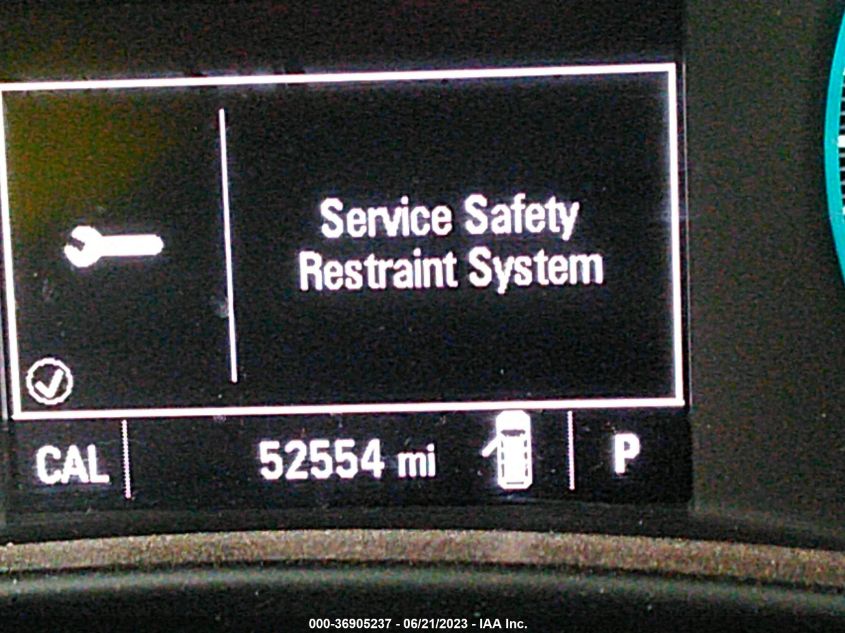 Service Safety
Restraint System
CAL 52554 mi P
000-36905237 - 06/21/2023 - IAA Inc.